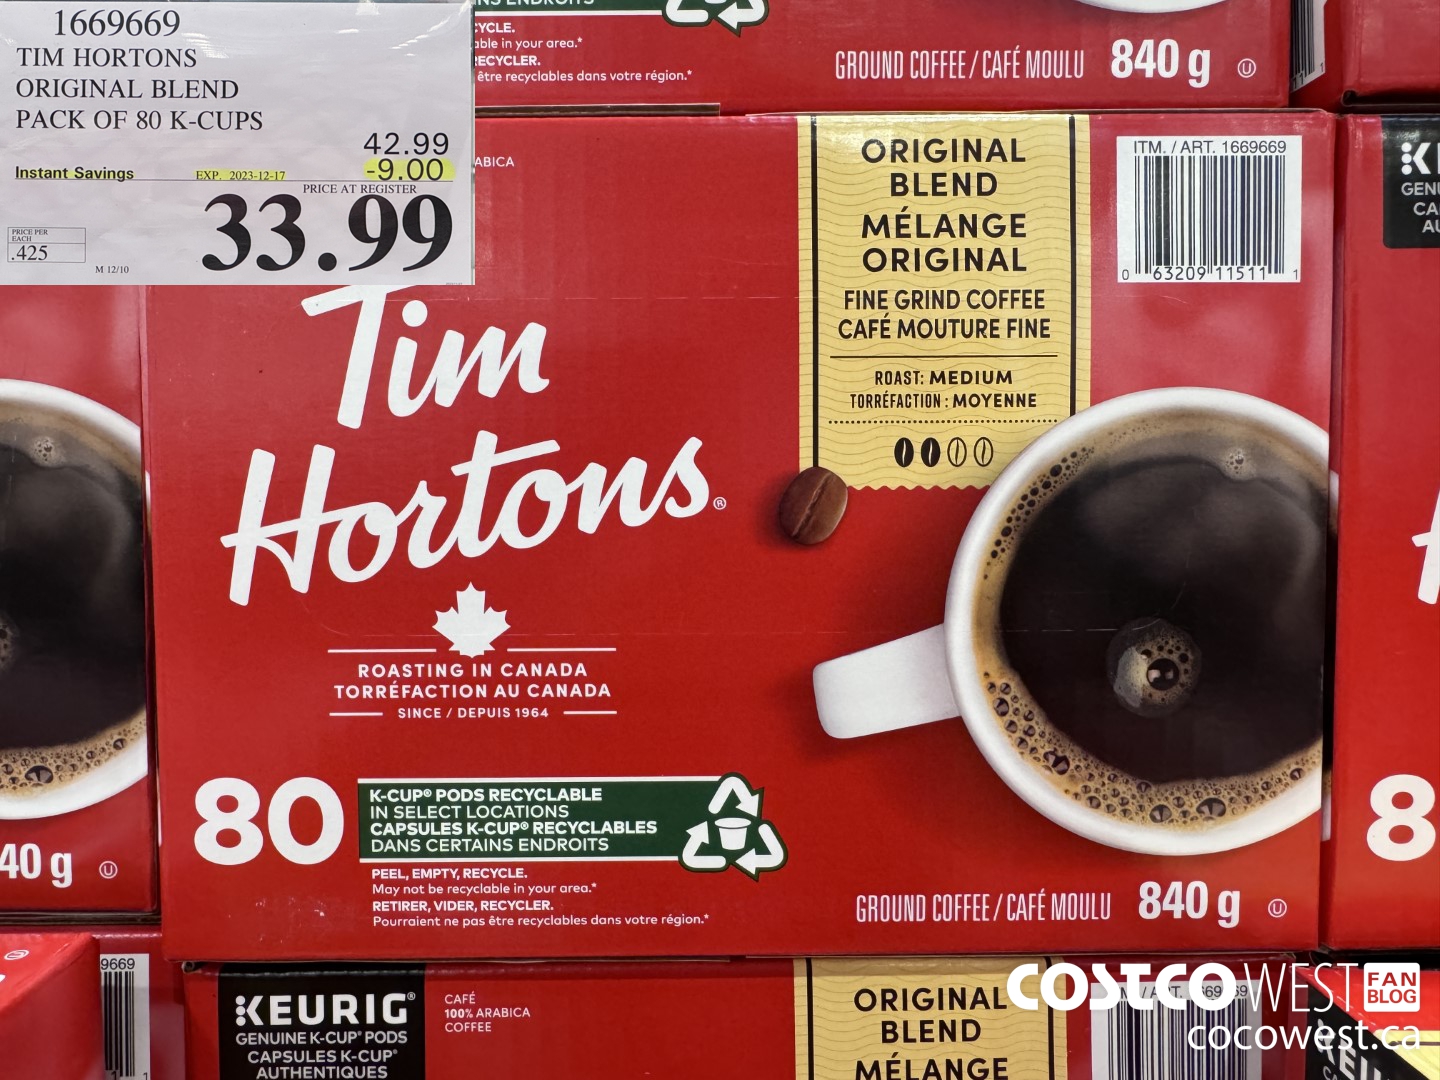 1669669
TIM HORTONS
ORIGINAL BLEND
PACK OF 80 K-CUPS
42.99
Instant Savings EXP. 2023-12-17 -9.00
PRICE AT REGISTER
33.99
PRICE PER
EACH
.425
M 12/10
CYCLE.
able in your area.*
RECYCLER.
être recyclables dans votre région.*
GROUND COFFEE / CAFÉ MOULU 840 g
U
ABICA
ORIGINAL
BLEND
MÉLANGE
ORIGINAL
FINE GRIND COFFEE
CAFÉ MOUTURE FINE
ROAST: MEDIUM
TORRÉFACTION : MOYENNE
ITM. / ART. 1669669
0 63209 11511 1
Tim
Hortons®
ROASTING IN CANADA
TORRÉFACTION AU CANADA
SINCE / DEPUIS 1964
80
K-CUP® PODS RECYCLABLE
IN SELECT LOCATIONS
CAPSULES K-CUP® RECYCLABLES
DANS CERTAINS ENDROITS
PEEL, EMPTY, RECYCLE.
May not be recyclable in your area.*
RETIRER, VIDER, RECYCLER.
Pourraient ne pas être recyclables dans votre région.*
GROUND COFFEE / CAFÉ MOULU 840 g
U
40 g
U
8
9669
KEURIG®
GENUINE K-CUP® PODS
CAPSULES K-CUP®
AUTHENTIQUES
CAFÉ
100% ARABICA
COFFEE
ORIGINAL
BLEND
MÉLANGE
COSTCO WEST FAN
BLOG
cocowest.ca